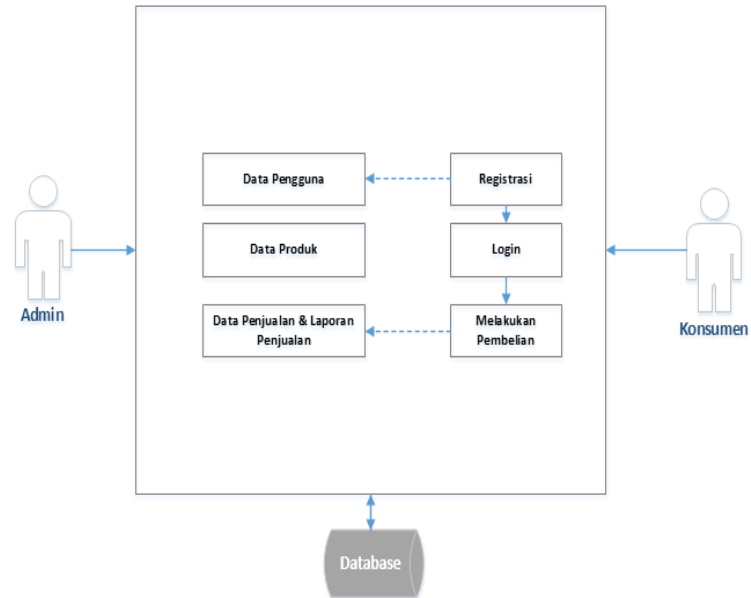 Data Pengguna
Registrasi
Data Produk
Login
Data Penjualan & Laporan
Penjualan
Melakukan
Pembelian
Admin
Konsumen
Database